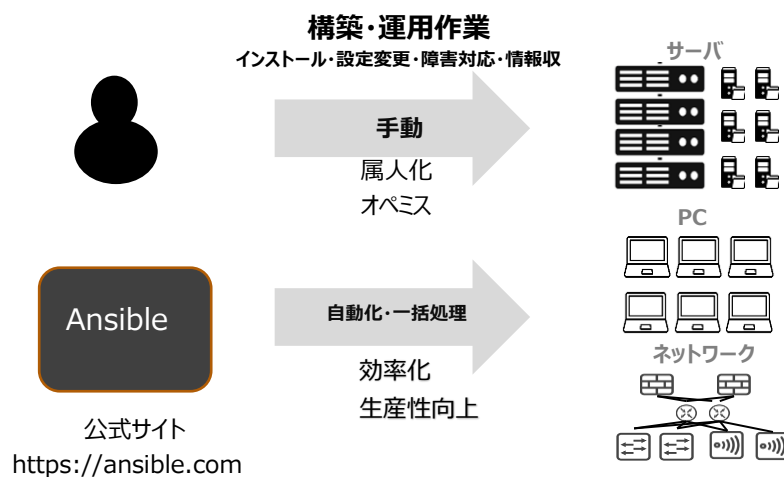 構築・運用作業
インストール・設定変更・障害対応・情報収
サーバ
手動
属人化
オペミス
PC
Ansible
自動化・一括処理
効率化
生産性向上
ネットワーク
公式サイト
https://ansible.com